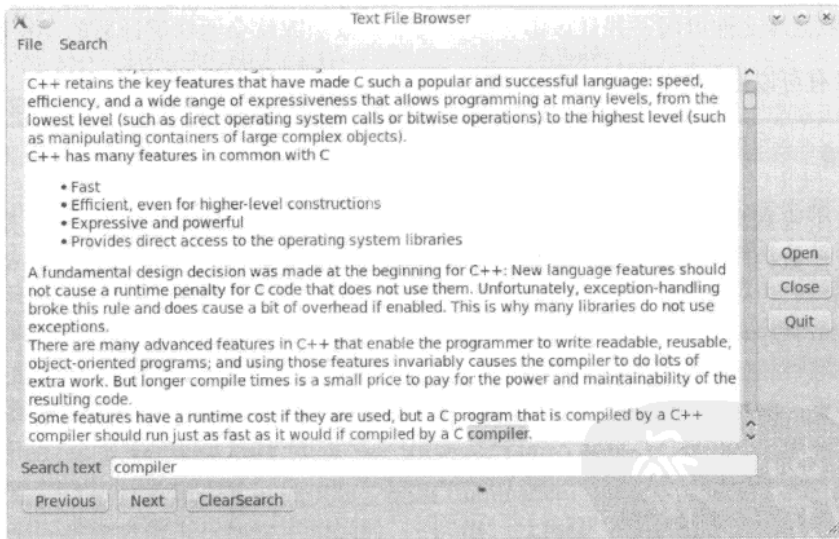 Text File Browser
File Search
C++ retains the key features that have made C such a popular and successful language: speed,
efficiency, and a wide range of expressiveness that allows programming at many levels, from the
lowest level (such as direct operating system calls or bitwise operations) to the highest level (such
as manipulating containers of large complex objects).
C++ has many features in common with C
• Fast
• Efficient, even for higher-level constructions
• Expressive and powerful
• Provides direct access to the operating system libraries
A fundamental design decision was made at the beginning for C++: New language features should
not cause a runtime penalty for C code that does not use them. Unfortunately, exception-handling
broke this rule and does cause a bit of overhead if enabled. This is why many libraries do not use
exceptions.
There are many advanced features in C++ that enable the programmer to write readable, reusable,
object-oriented programs; and using those features invariably causes the compiler to do lots of
extra work. But longer compile times is a small price to pay for the power and maintainability of the
resulting code.
Some features have a runtime cost if they are used, but a C program that is compiled by a C++
compiler should run just as fast as it would if compiled by a C compiler.
Open
Close
Quit
Search text compiler
Previous Next ClearSearch